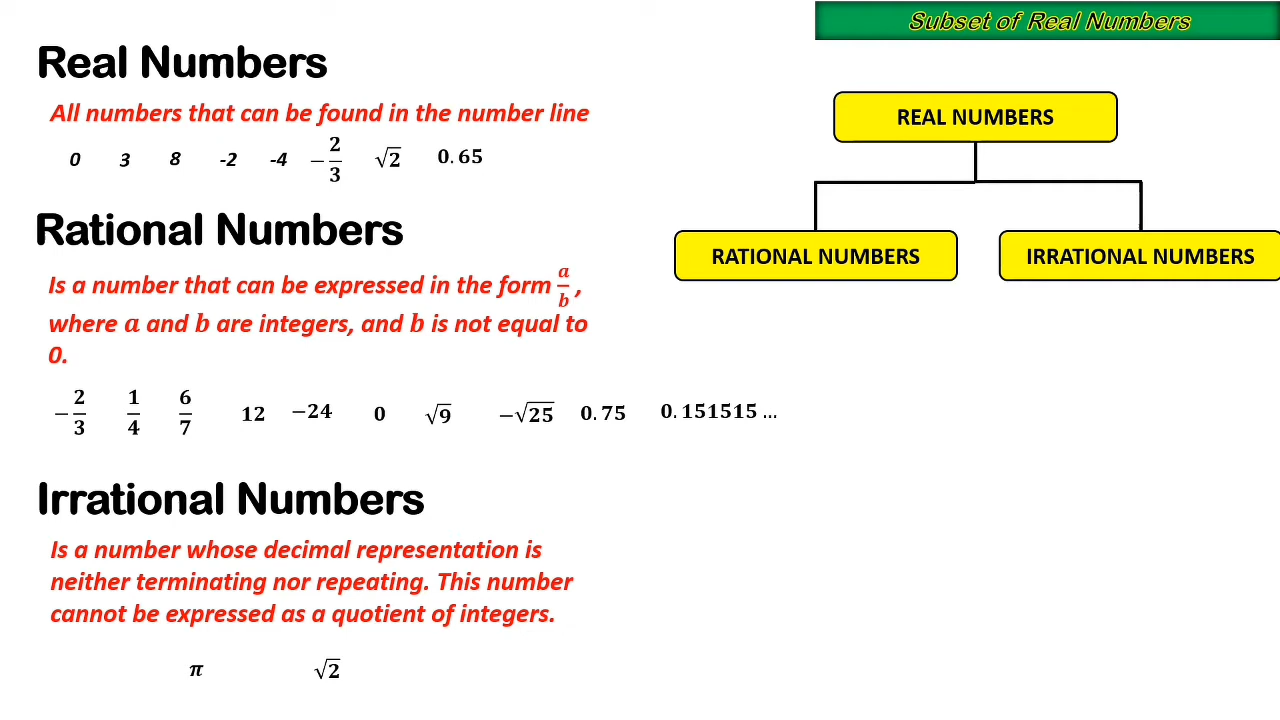 Subset of Real Numbers
Real Numbers
All numbers that can be found in the number line
0 3 8 -2 -4 −2/3 √2 0.65
REAL NUMBERS
RATIONAL NUMBERS IRRATIONAL NUMBERS
Rational Numbers
Is a number that can be expressed in the form a/b,
where a and b are integers, and b is not equal to
0.
−2/3 1/4 6/7 12 −24 0 √9 −√25 0.75 0.151515 ...
Irrational Numbers
Is a number whose decimal representation is
neither terminating nor repeating. This number
cannot be expressed as a quotient of integers.
π √2